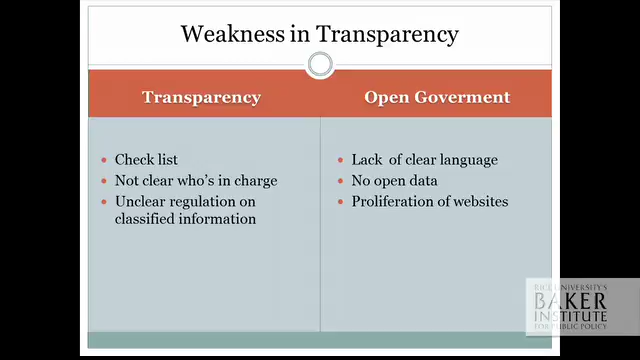 Weakness in Transparency
Transparency
Open Goverment
• Check list
• Not clear who's in charge
• Unclear regulation on
classified information
• Lack of clear language
• No open data
• Proliferation of websites
RICE UNIVERSITY'S
BAKER
INSTITUTE
FOR PUBLIC POLICY